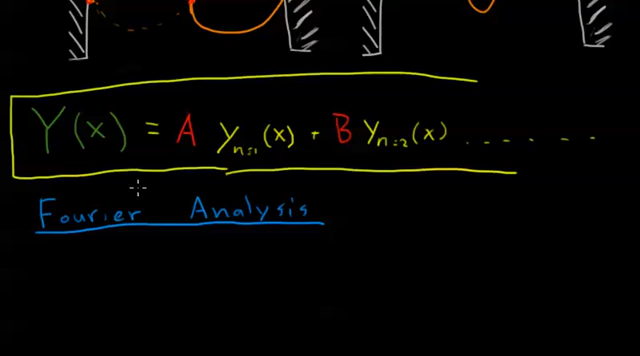 Y(x) = A y_{n=1}(x) + B y_{n=2}(x) .......
Fourier Analysis